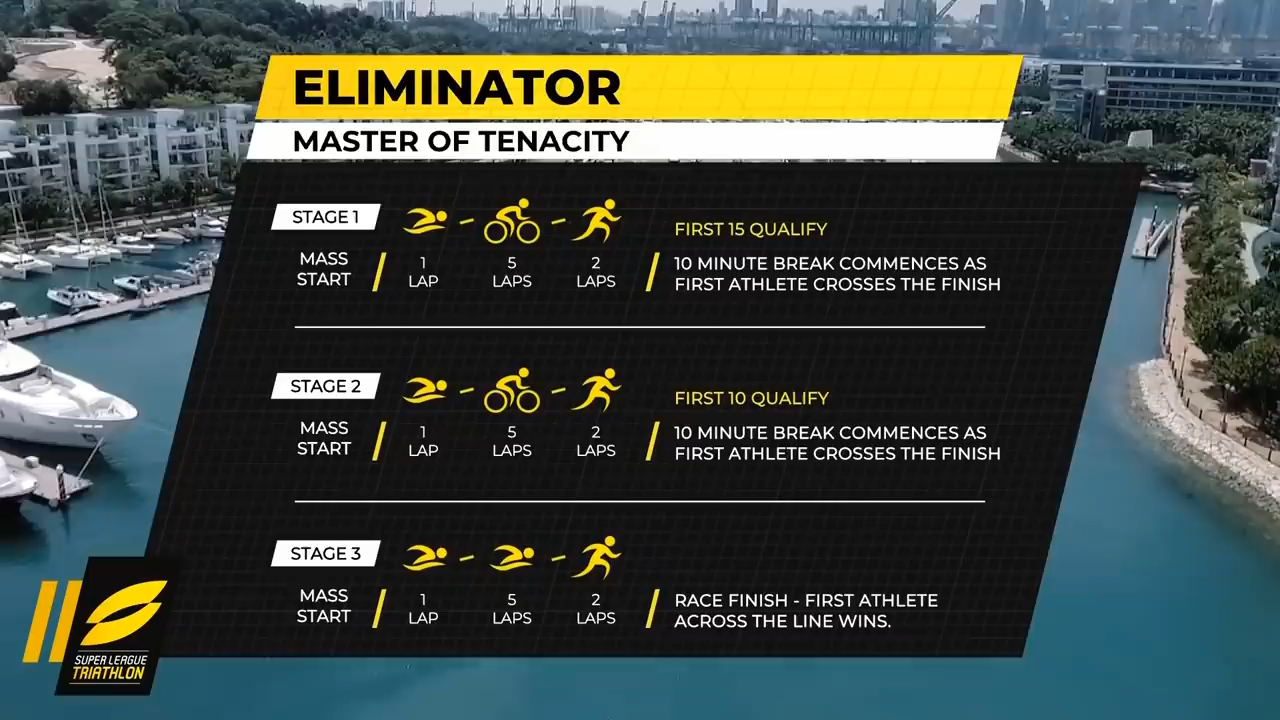 ELIMINATOR
MASTER OF TENACITY
STAGE 1
FIRST 15 QUALIFY
MASS START
1 LAP
5 LAPS
2 LAPS
10 MINUTE BREAK COMMENCES AS
FIRST ATHLETE CROSSES THE FINISH
STAGE 2
FIRST 10 QUALIFY
MASS START
1 LAP
5 LAPS
2 LAPS
10 MINUTE BREAK COMMENCES AS
FIRST ATHLETE CROSSES THE FINISH
STAGE 3
MASS START
1 LAP
5 LAPS
2 LAPS
RACE FINISH - FIRST ATHLETE
ACROSS THE LINE WINS.
SUPER LEAGUE
TRIATHLON